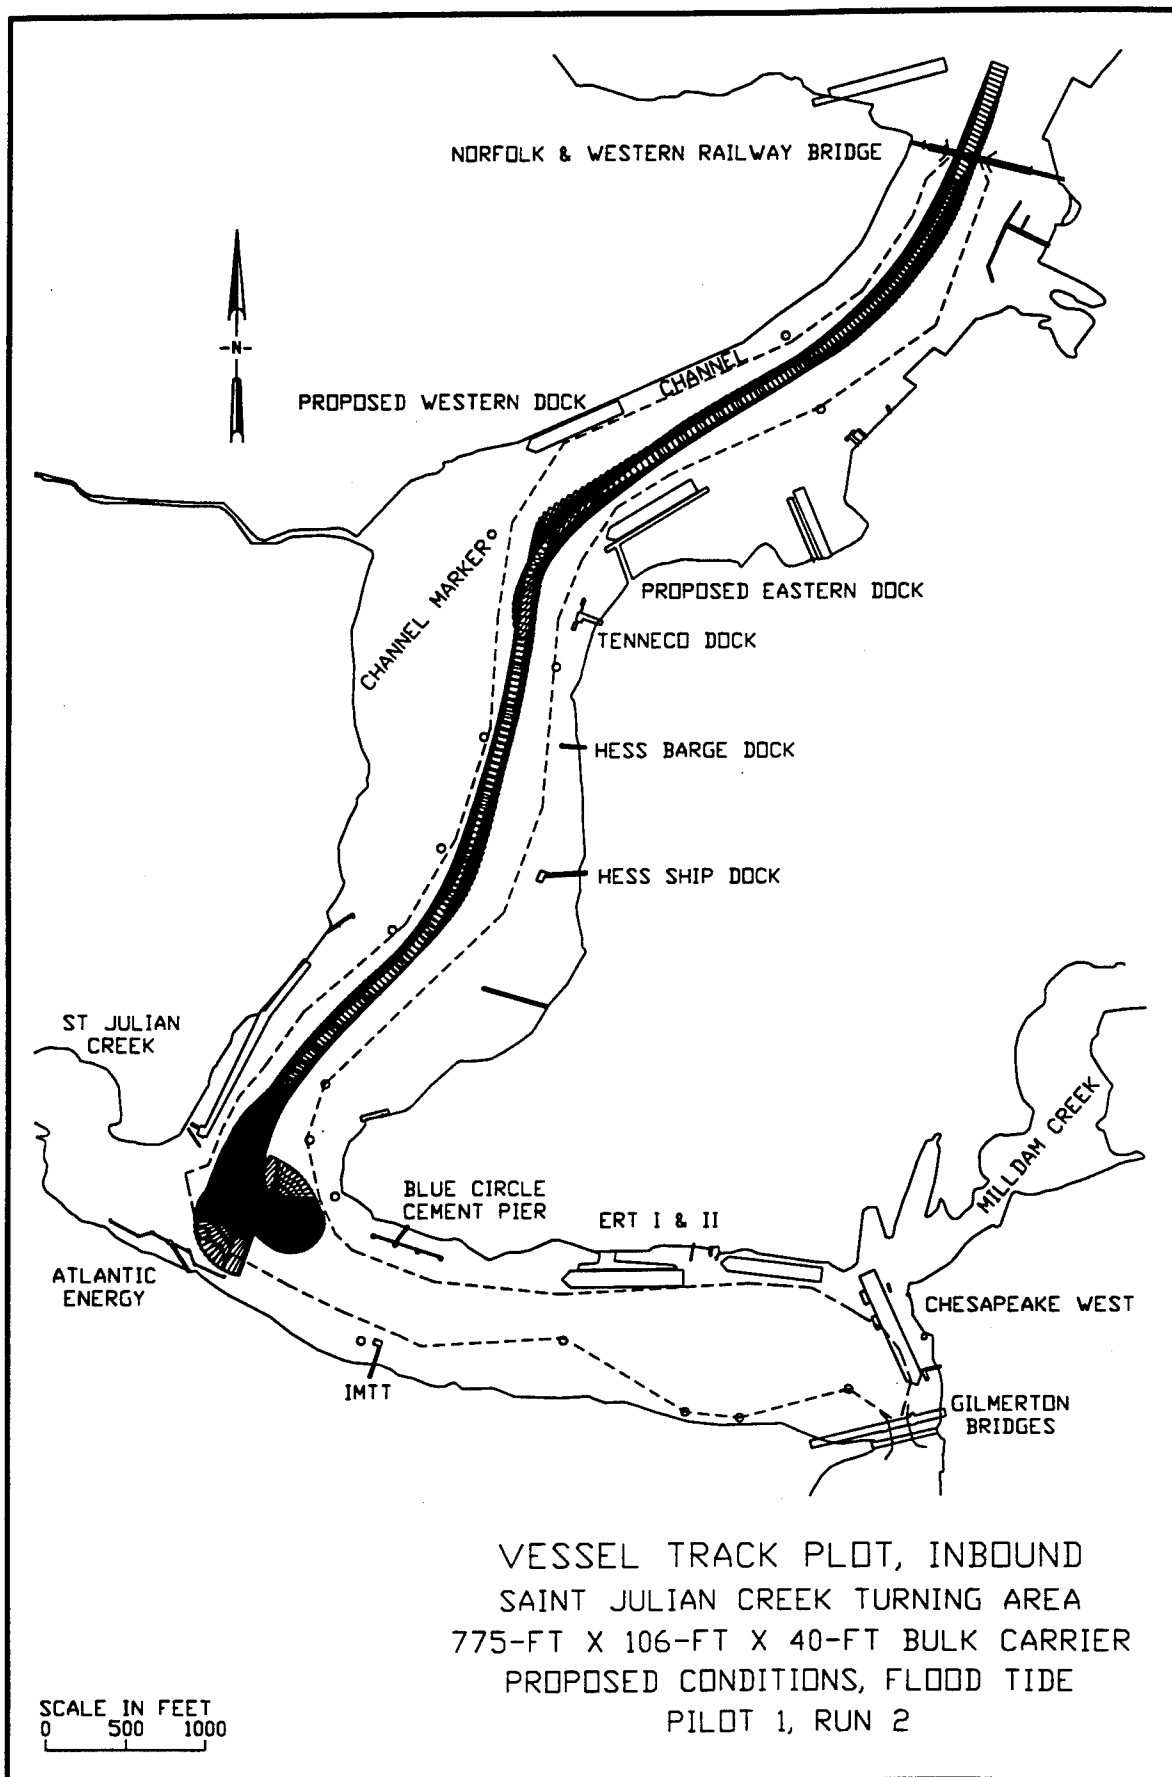 NORFOLK & WESTERN RAILWAY BRIDGE
-N-
CHANNEL
PROPOSED WESTERN DOCK
CHANNEL MARKER
PROPOSED EASTERN DOCK
TENNECO DOCK
HESS BARGE DOCK
HESS SHIP DOCK
ST JULIAN
CREEK
MILLDAM CREEK
BLUE CIRCLE
CEMENT PIER
ERT I & II
ATLANTIC
ENERGY
CHESAPEAKE WEST
IMTT
GILMERTON
BRIDGES
VESSEL TRACK PLOT, INBOUND
SAINT JULIAN CREEK TURNING AREA
775-FT X 106-FT X 40-FT BULK CARRIER
PROPOSED CONDITIONS, FLOOD TIDE
PILOT 1, RUN 2
SCALE IN FEET
0 500 1000